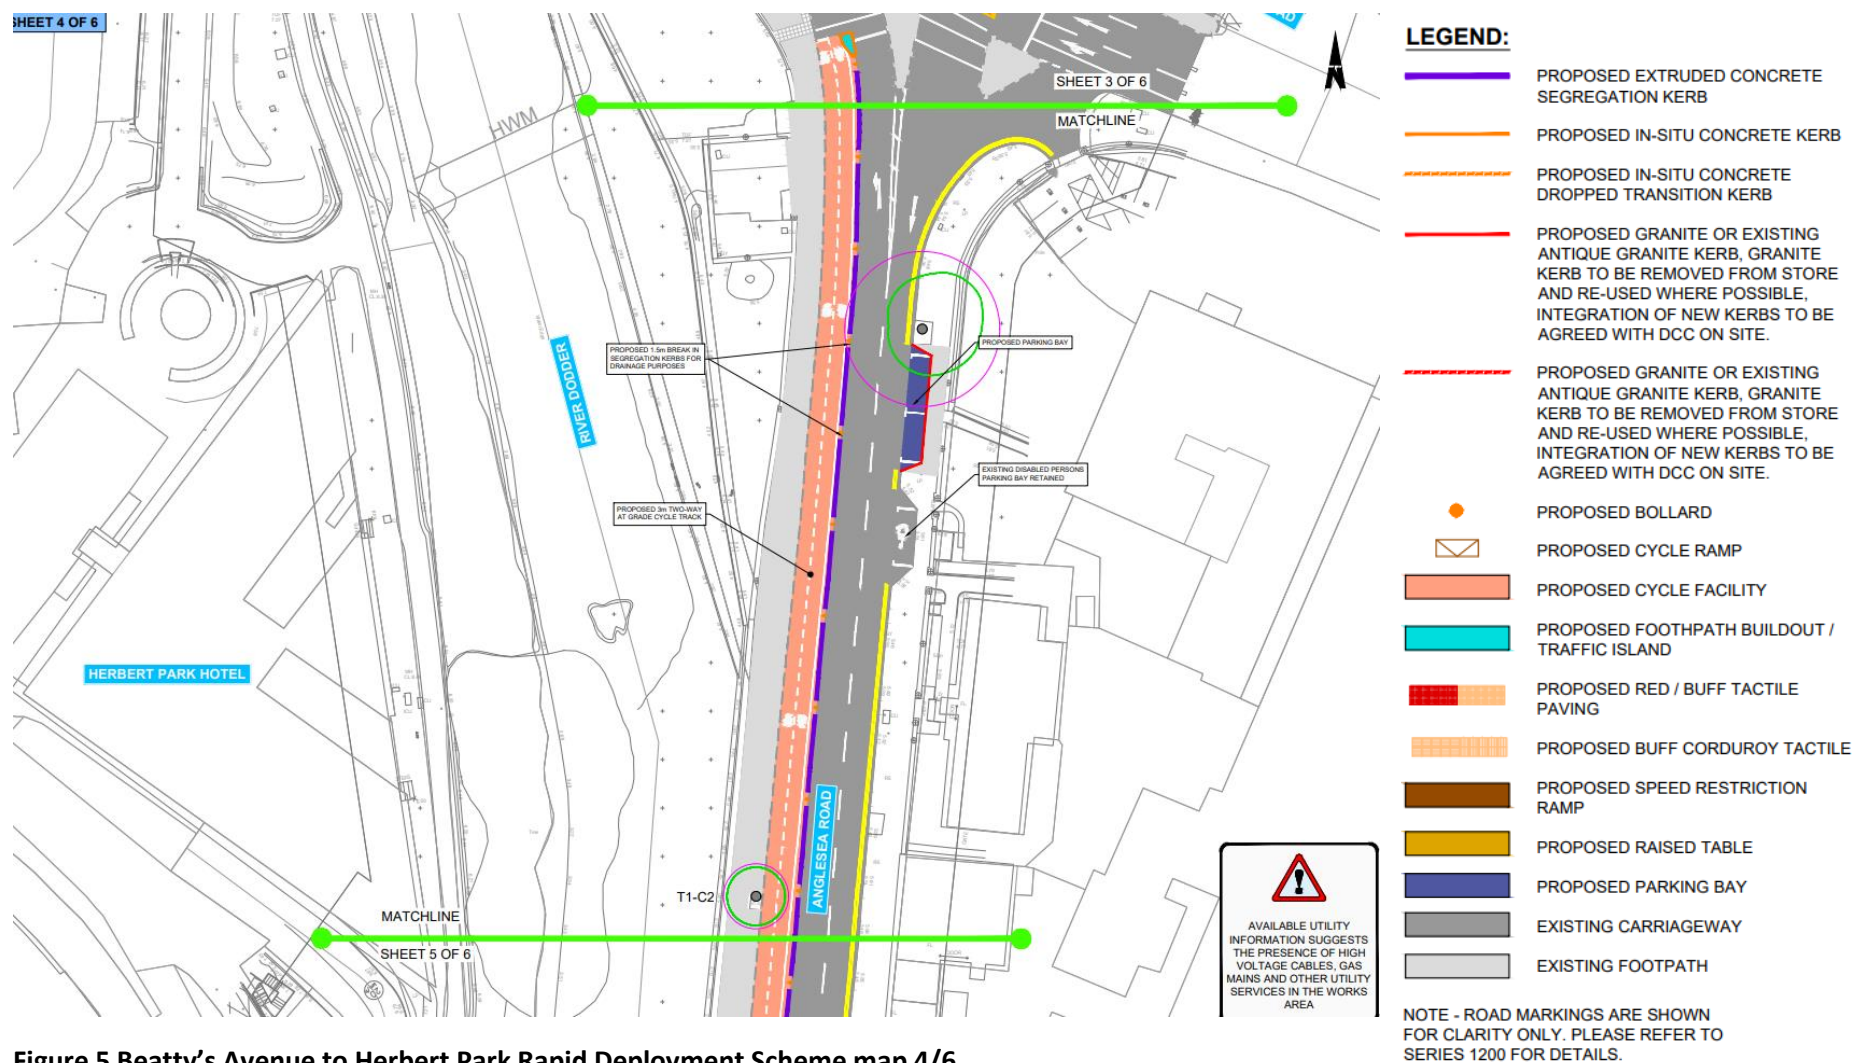 SHEET 4 OF 6
HWM
SHEET 3 OF 6
MATCHLINE
N
PROPOSED 1.5m BREAK IN
SEGREGATION KERBS FOR
DRAINAGE PURPOSES
PROPOSED PARKING BAY
RIVER DODDER
EXISTING DISABLED PERSONS
PARKING BAY RETAINED
PROPOSED 3m TWO-WAY
AT GRADE CYCLE TRACK
HERBERT PARK HOTEL
ANGLESEA ROAD
T1-C2
MATCHLINE
SHEET 5 OF 6
AVAILABLE UTILITY
INFORMATION SUGGESTS
THE PRESENCE OF HIGH
VOLTAGE CABLES, GAS
MAINS AND OTHER UTILITY
SERVICES IN THE WORKS
AREA
LEGEND:
PROPOSED EXTRUDED CONCRETE
SEGREGATION KERB
PROPOSED IN-SITU CONCRETE KERB
PROPOSED IN-SITU CONCRETE
DROPPED TRANSITION KERB
PROPOSED GRANITE OR EXISTING
ANTIQUE GRANITE KERB, GRANITE
KERB TO BE REMOVED FROM STORE
AND RE-USED WHERE POSSIBLE,
INTEGRATION OF NEW KERBS TO BE
AGREED WITH DCC ON SITE.
PROPOSED GRANITE OR EXISTING
ANTIQUE GRANITE KERB, GRANITE
KERB TO BE REMOVED FROM STORE
AND RE-USED WHERE POSSIBLE,
INTEGRATION OF NEW KERBS TO BE
AGREED WITH DCC ON SITE.
PROPOSED BOLLARD
PROPOSED CYCLE RAMP
PROPOSED CYCLE FACILITY
PROPOSED FOOTHPATH BUILDOUT /
TRAFFIC ISLAND
PROPOSED RED / BUFF TACTILE
PAVING
PROPOSED BUFF CORDUROY TACTILE
PROPOSED SPEED RESTRICTION
RAMP
PROPOSED RAISED TABLE
PROPOSED PARKING BAY
EXISTING CARRIAGEWAY
EXISTING FOOTPATH
NOTE - ROAD MARKINGS ARE SHOWN
FOR CLARITY ONLY. PLEASE REFER TO
SERIES 1200 FOR DETAILS.
Figure 5 Beatty's Avenue to Herbert Park Rapid Deployment Scheme map 4/6